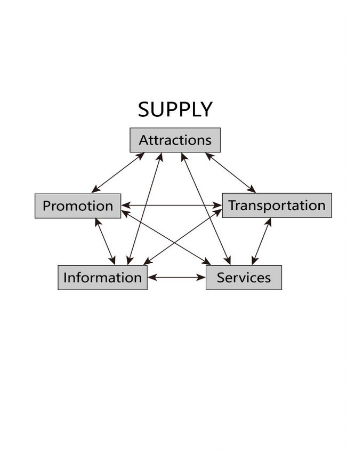 SUPPLY
Attractions
Promotion
Transportation
Information
Services